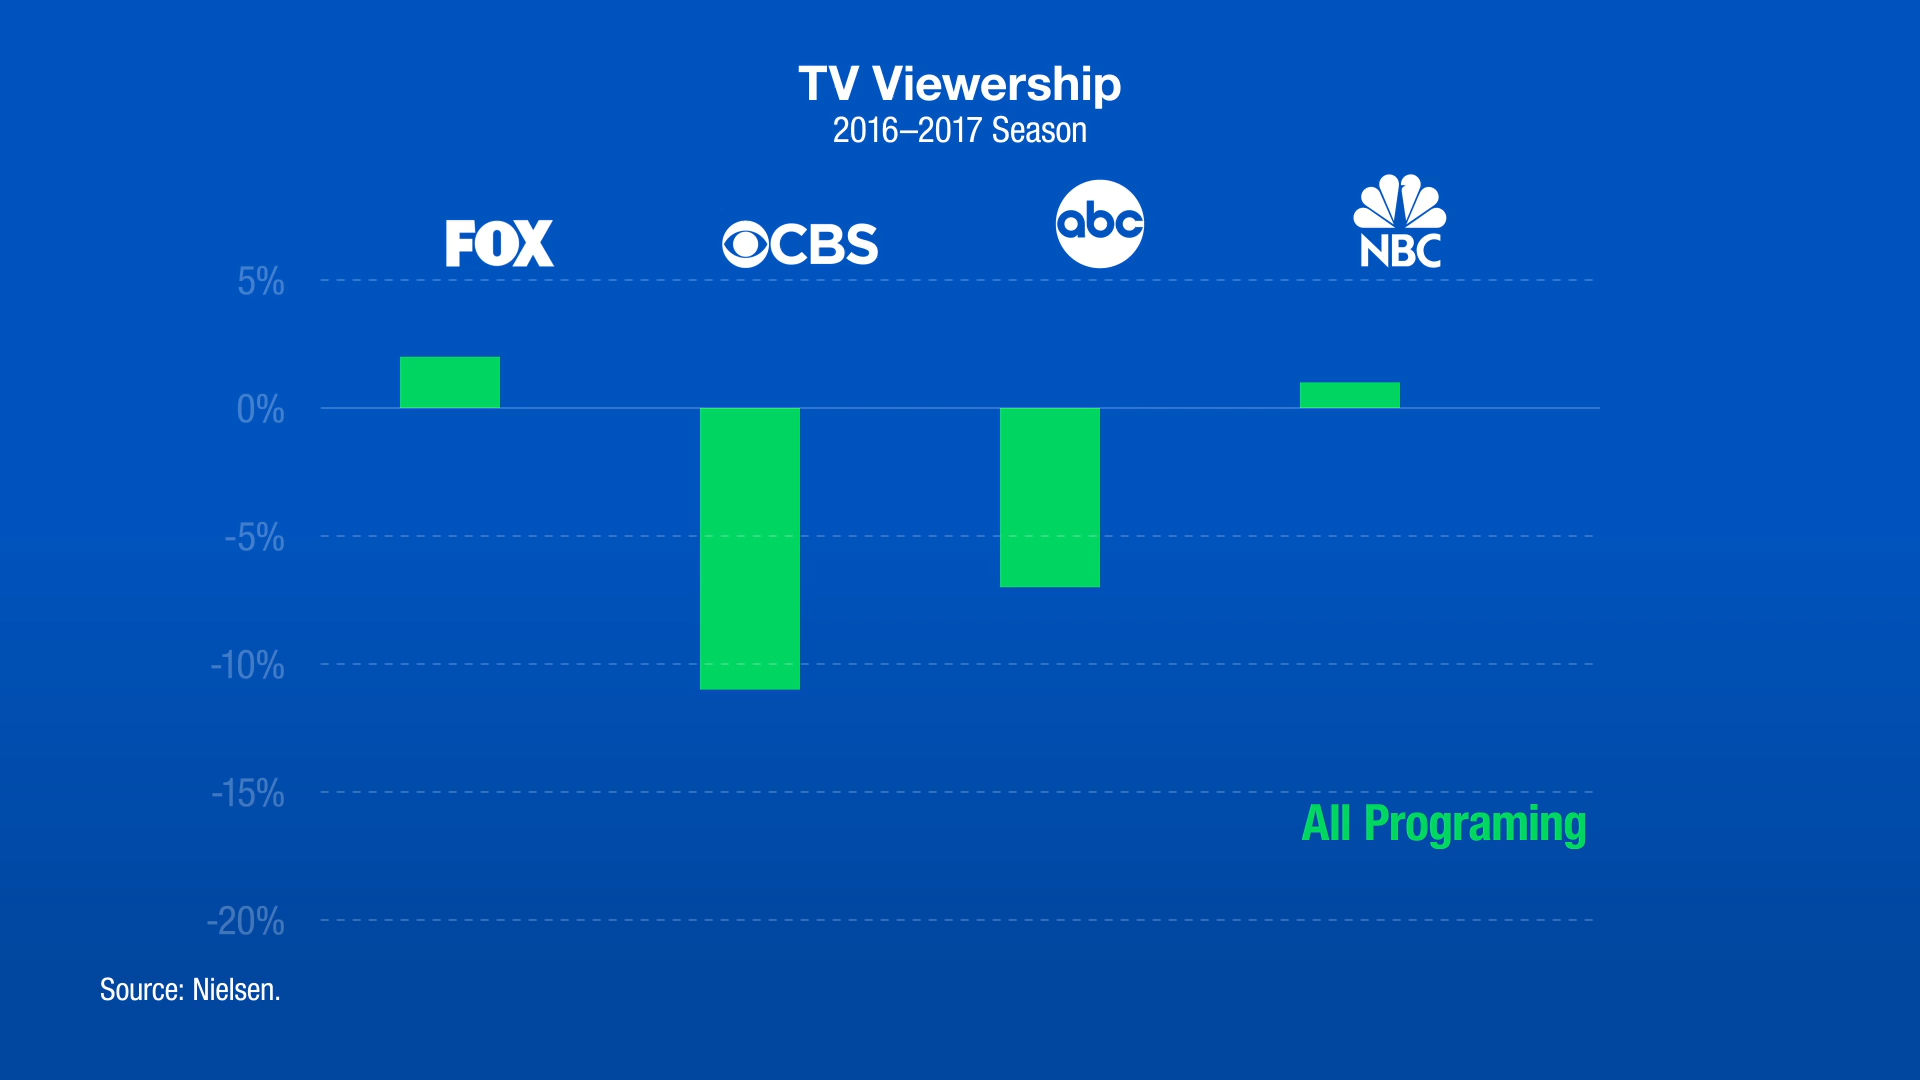 TV Viewership
2016–2017 Season
FOX
CBS
abc
NBC
5%
0%
-5%
-10%
-15%
All Programing
-20%
Source: Nielsen.